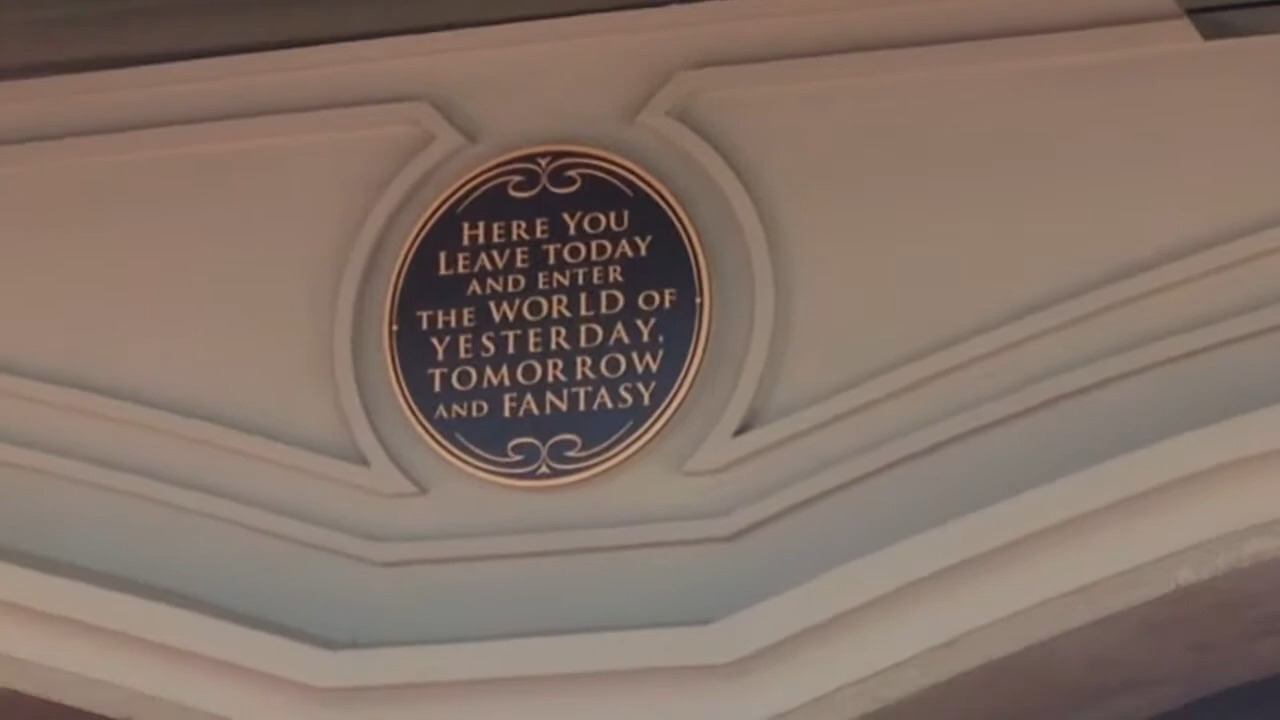 HERE YOU
LEAVE TODAY
AND ENTER
THE WORLD OF
YESTERDAY,
TOMORROW
AND FANTASY